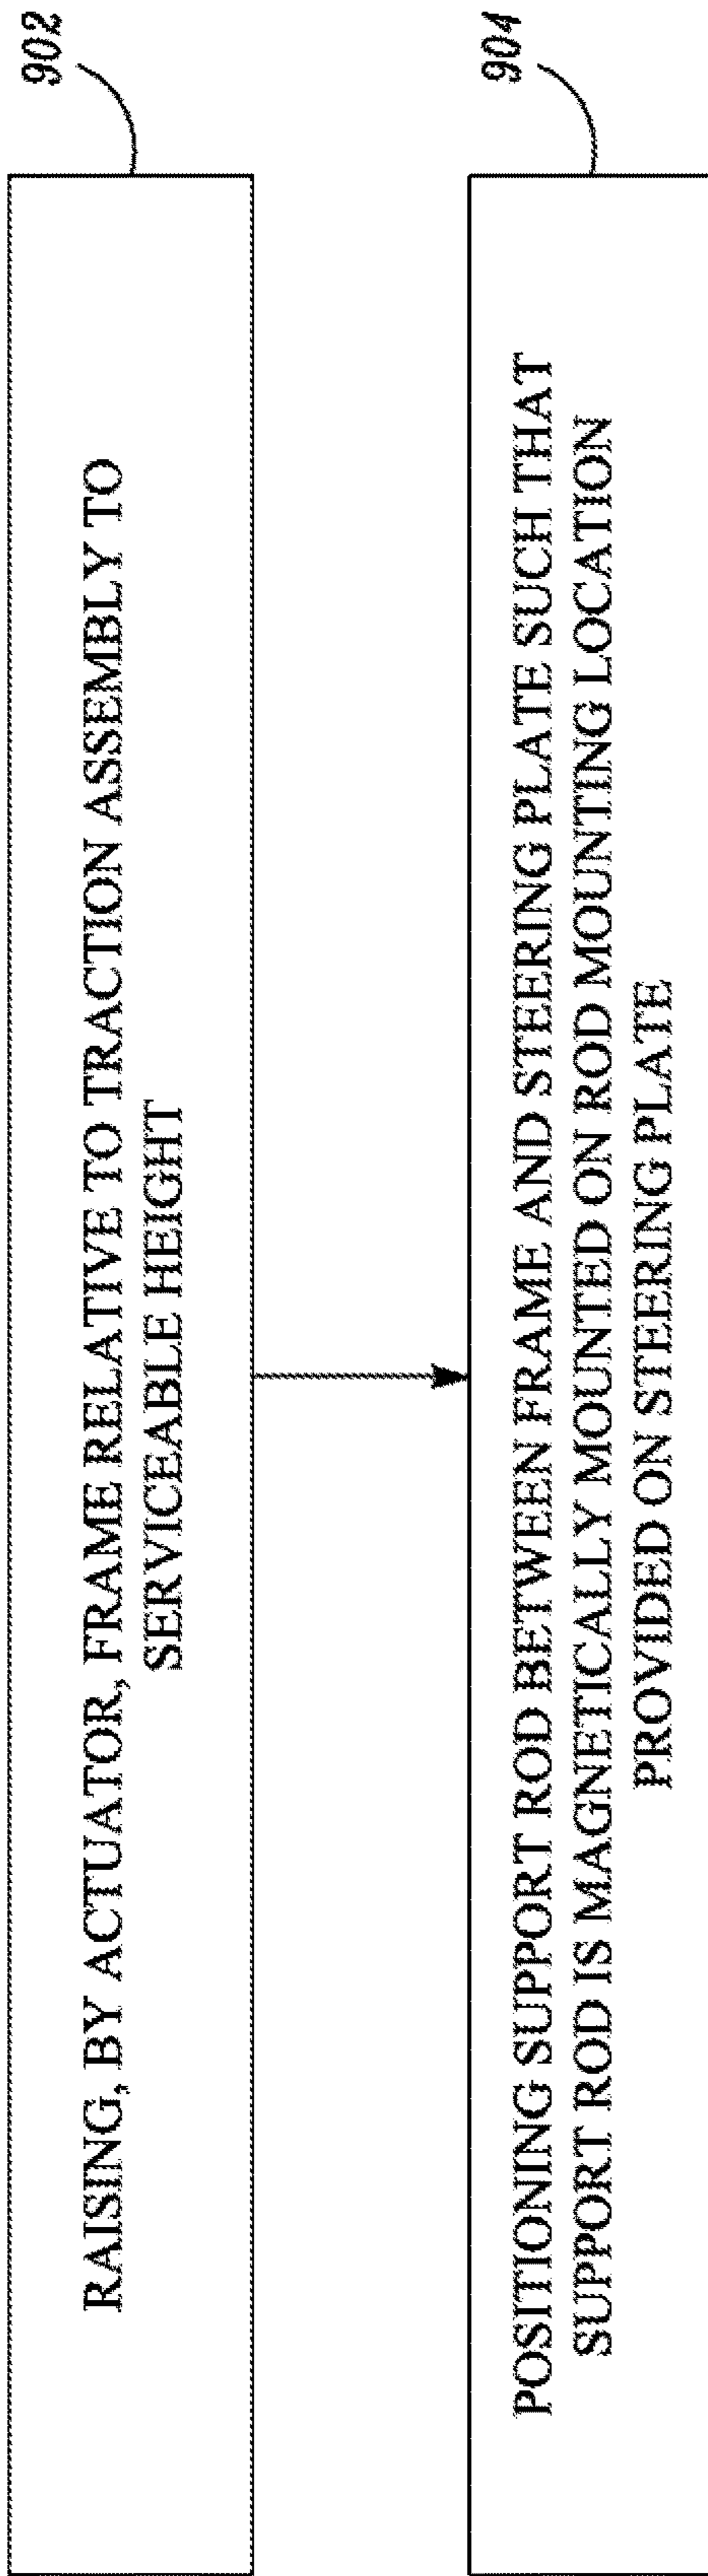 902
RAISING, BY ACTUATOR, FRAME RELATIVE TO TRACTION ASSEMBLY TO
SERVICEABLE HEIGHT
904
POSITIONING SUPPORT ROD BETWEEN FRAME AND STEERING PLATE SUCH THAT
SUPPORT ROD IS MAGNETICALLY MOUNTED ON ROD MOUNTING LOCATION
PROVIDED ON STEERING PLATE